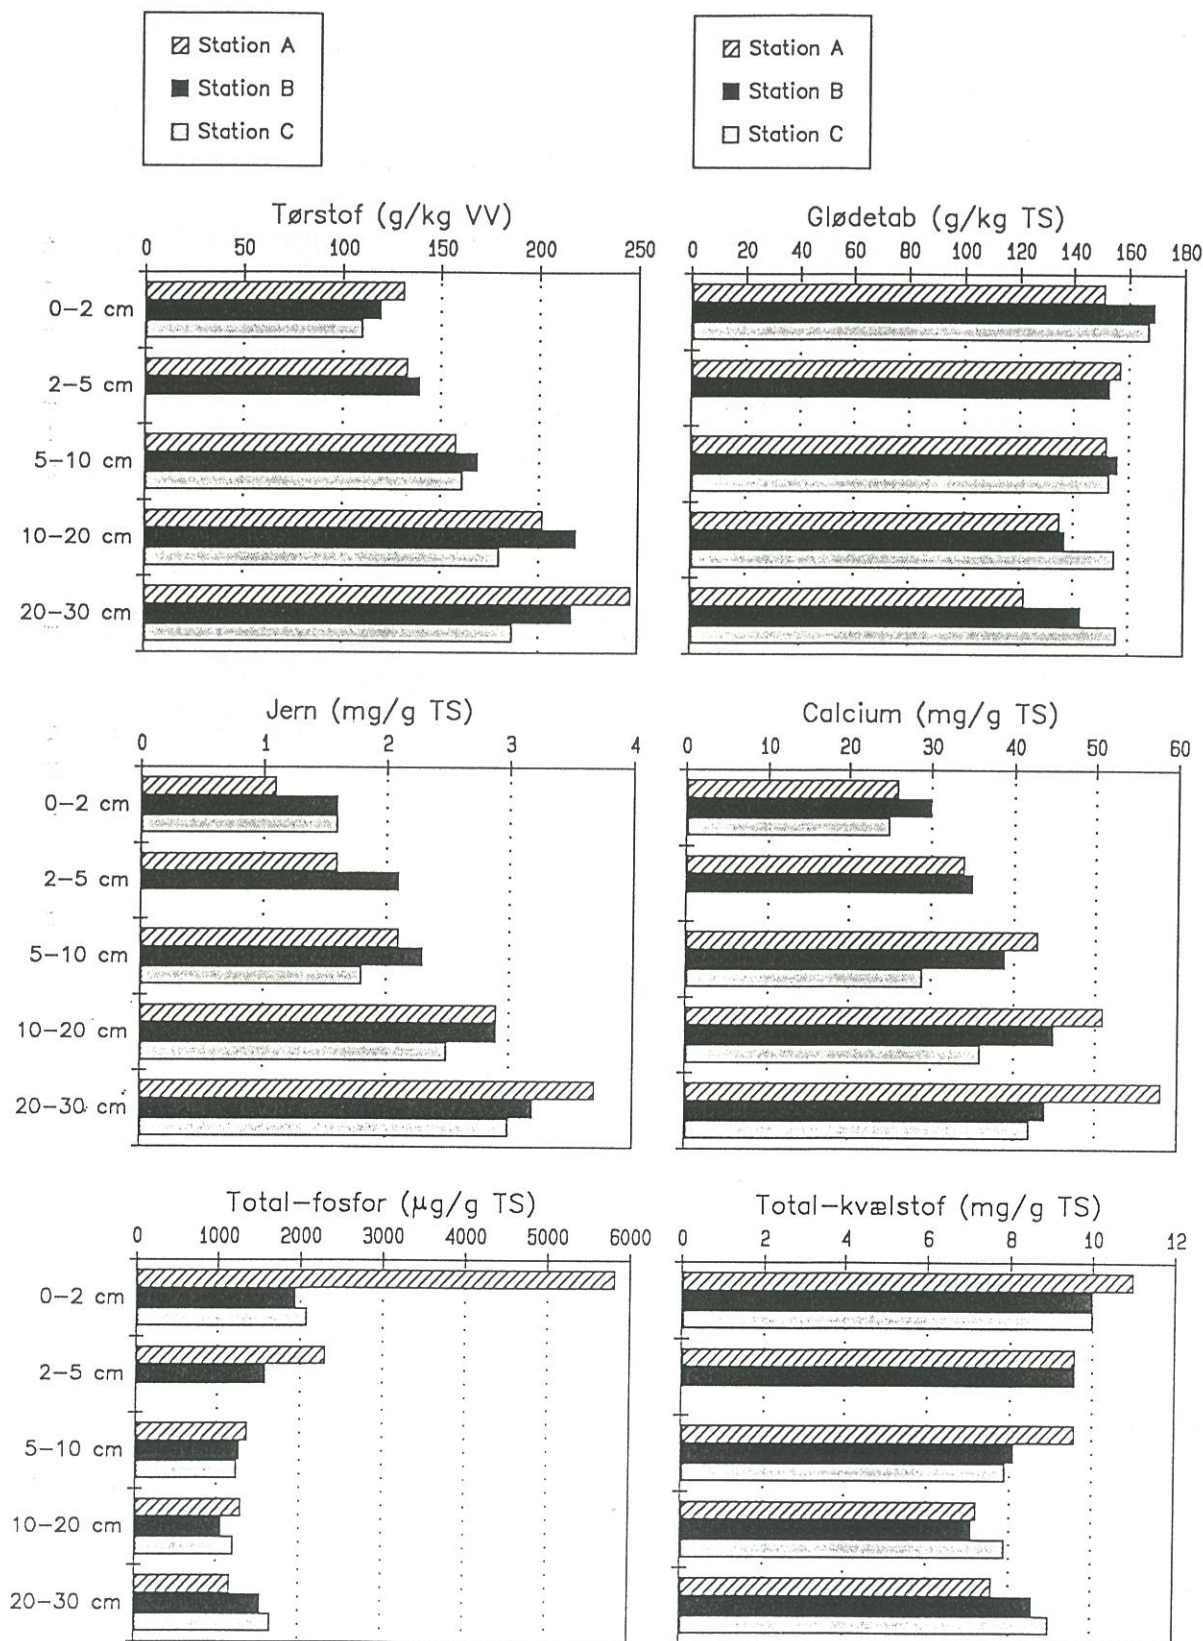 Station A
Station B
Station C
Station A
Station B
Station C
Tørstof (g/kg VV)
0 50 100 150 200 250
0-2 cm
2-5 cm
5-10 cm
10-20 cm
20-30 cm
Glødetab (g/kg TS)
0 20 40 60 80 100 120 140 160 180
Jern (mg/g TS)
0 1 2 3 4
0-2 cm
2-5 cm
5-10 cm
10-20 cm
20-30 cm
Calcium (mg/g TS)
0 10 20 30 40 50 60
Total-fosfor (μg/g TS)
0 1000 2000 3000 4000 5000 6000
0-2 cm
2-5 cm
5-10 cm
10-20 cm
20-30 cm
Total-kvælstof (mg/g TS)
0 2 4 6 8 10 12